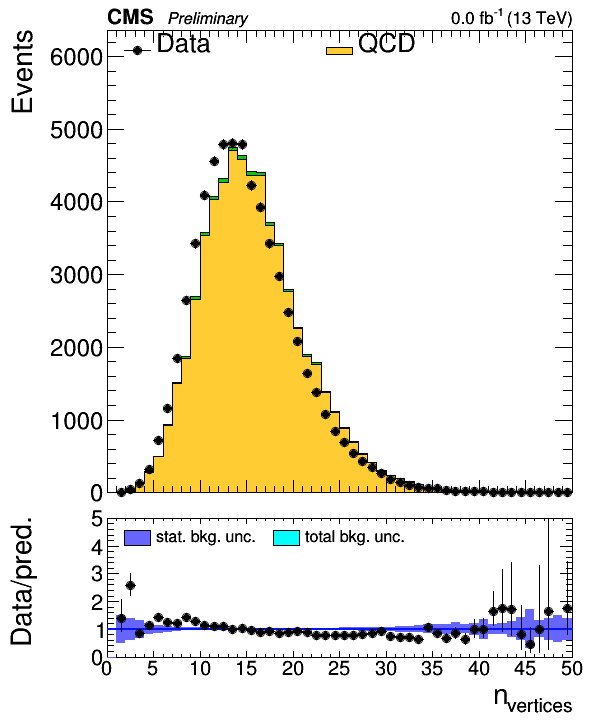 CMS Preliminary 0.0 fb⁻¹ (13 TeV)
Data QCD
Events
6000
5000
4000
3000
2000
1000
0
Data/pred.
5
4
3
2
1
0
stat. bkg. unc. total bkg. unc.
0 5 10 15 20 25 30 35 40 45 50
n_vertices